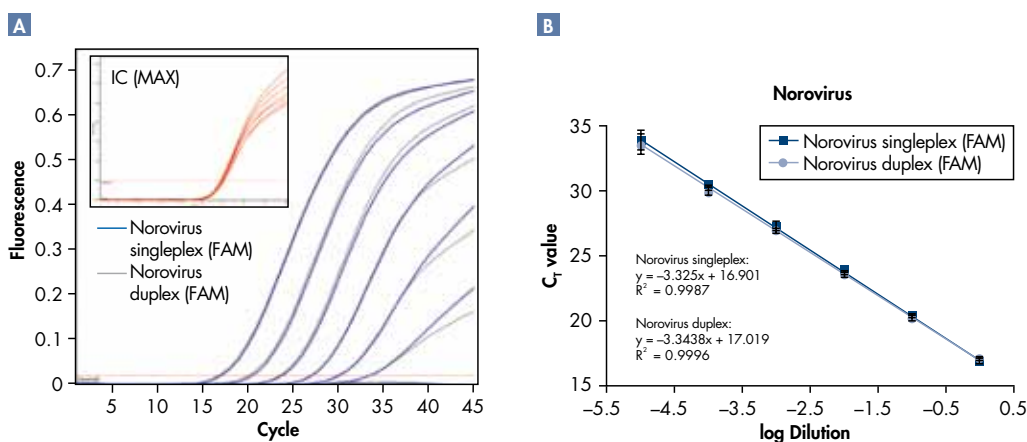 A
Fluorescence
0.7
0.6
0.5
0.4
0.3
0.2
0.1
0
IC (MAX)
Norovirus
singleplex (FAM)
Norovirus
duplex (FAM)
5 10 15 20 25 30 35 40 45
Cycle
B
Norovirus
C_T value
35
30
25
20
15
Norovirus singleplex (FAM)
Norovirus duplex (FAM)
Norovirus singleplex:
y = –3.325x + 16.901
R² = 0.9987
Norovirus duplex:
y = –3.3438x + 17.019
R² = 0.9996
–5.5 –4.5 –3.5 –2.5 –1.5 –0.5 0.5
log Dilution